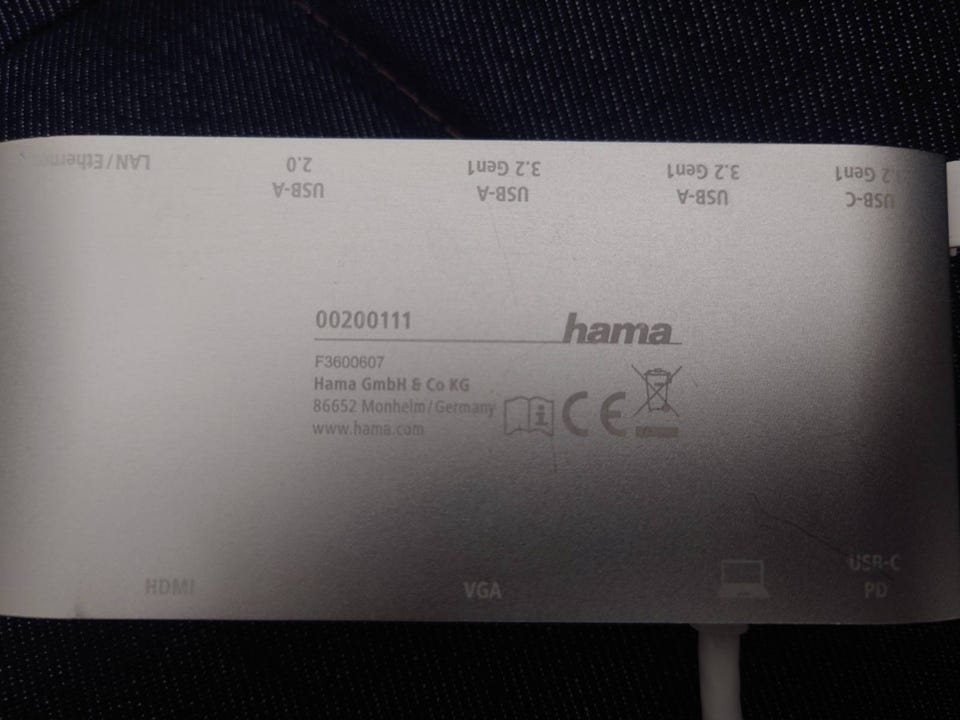 LAN/Ethernet
USB-A
2.0
USB-A
3.2 Gen1
USB-A
3.2 Gen1
USB-C
3.2 Gen1
00200111
hama
F3600607
Hama GmbH & Co KG
86652 Monheim/Germany
www.hama.com
CE
HDMI
VGA
USB-C
PD